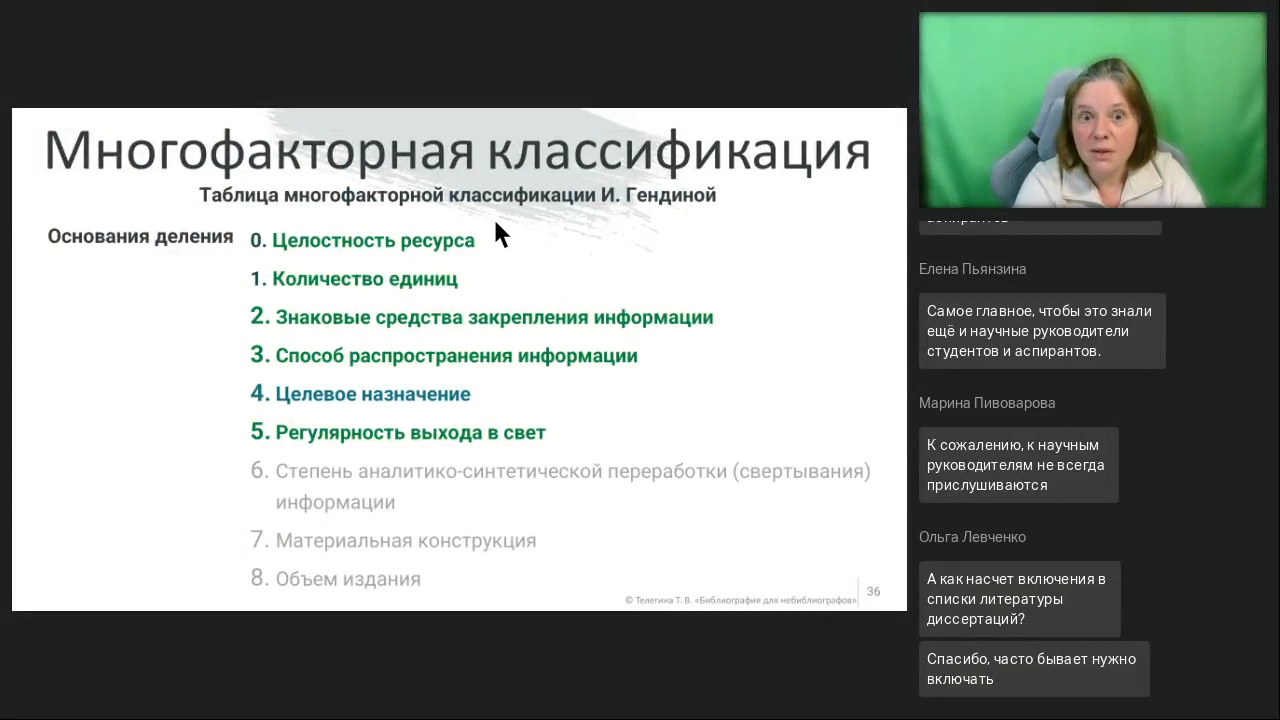 Многофакторная классификация
Таблица многофакторной классификации И. Гендиной
Основания деления
0. Целостность ресурса
1. Количество единиц
2. Знаковые средства закрепления информации
3. Способ распространения информации
4. Целевое назначение
5. Регулярность выхода в свет
6. Степень аналитико-синтетической переработки (свертывания)
информации
7. Материальная конструкция
8. Объем издания
© Телегина Т. В. «Библиография для небиблиографов»
36
Елена Пьянзина
Самое главное, чтобы это знали
ещё и научные руководители
студентов и аспирантов.
Марина Пивоварова
К сожалению, к научным
руководителям не всегда
прислушиваются
Ольга Левченко
А как насчет включения в
списки литературы
диссертаций?
Спасибо, часто бывает нужно
включать